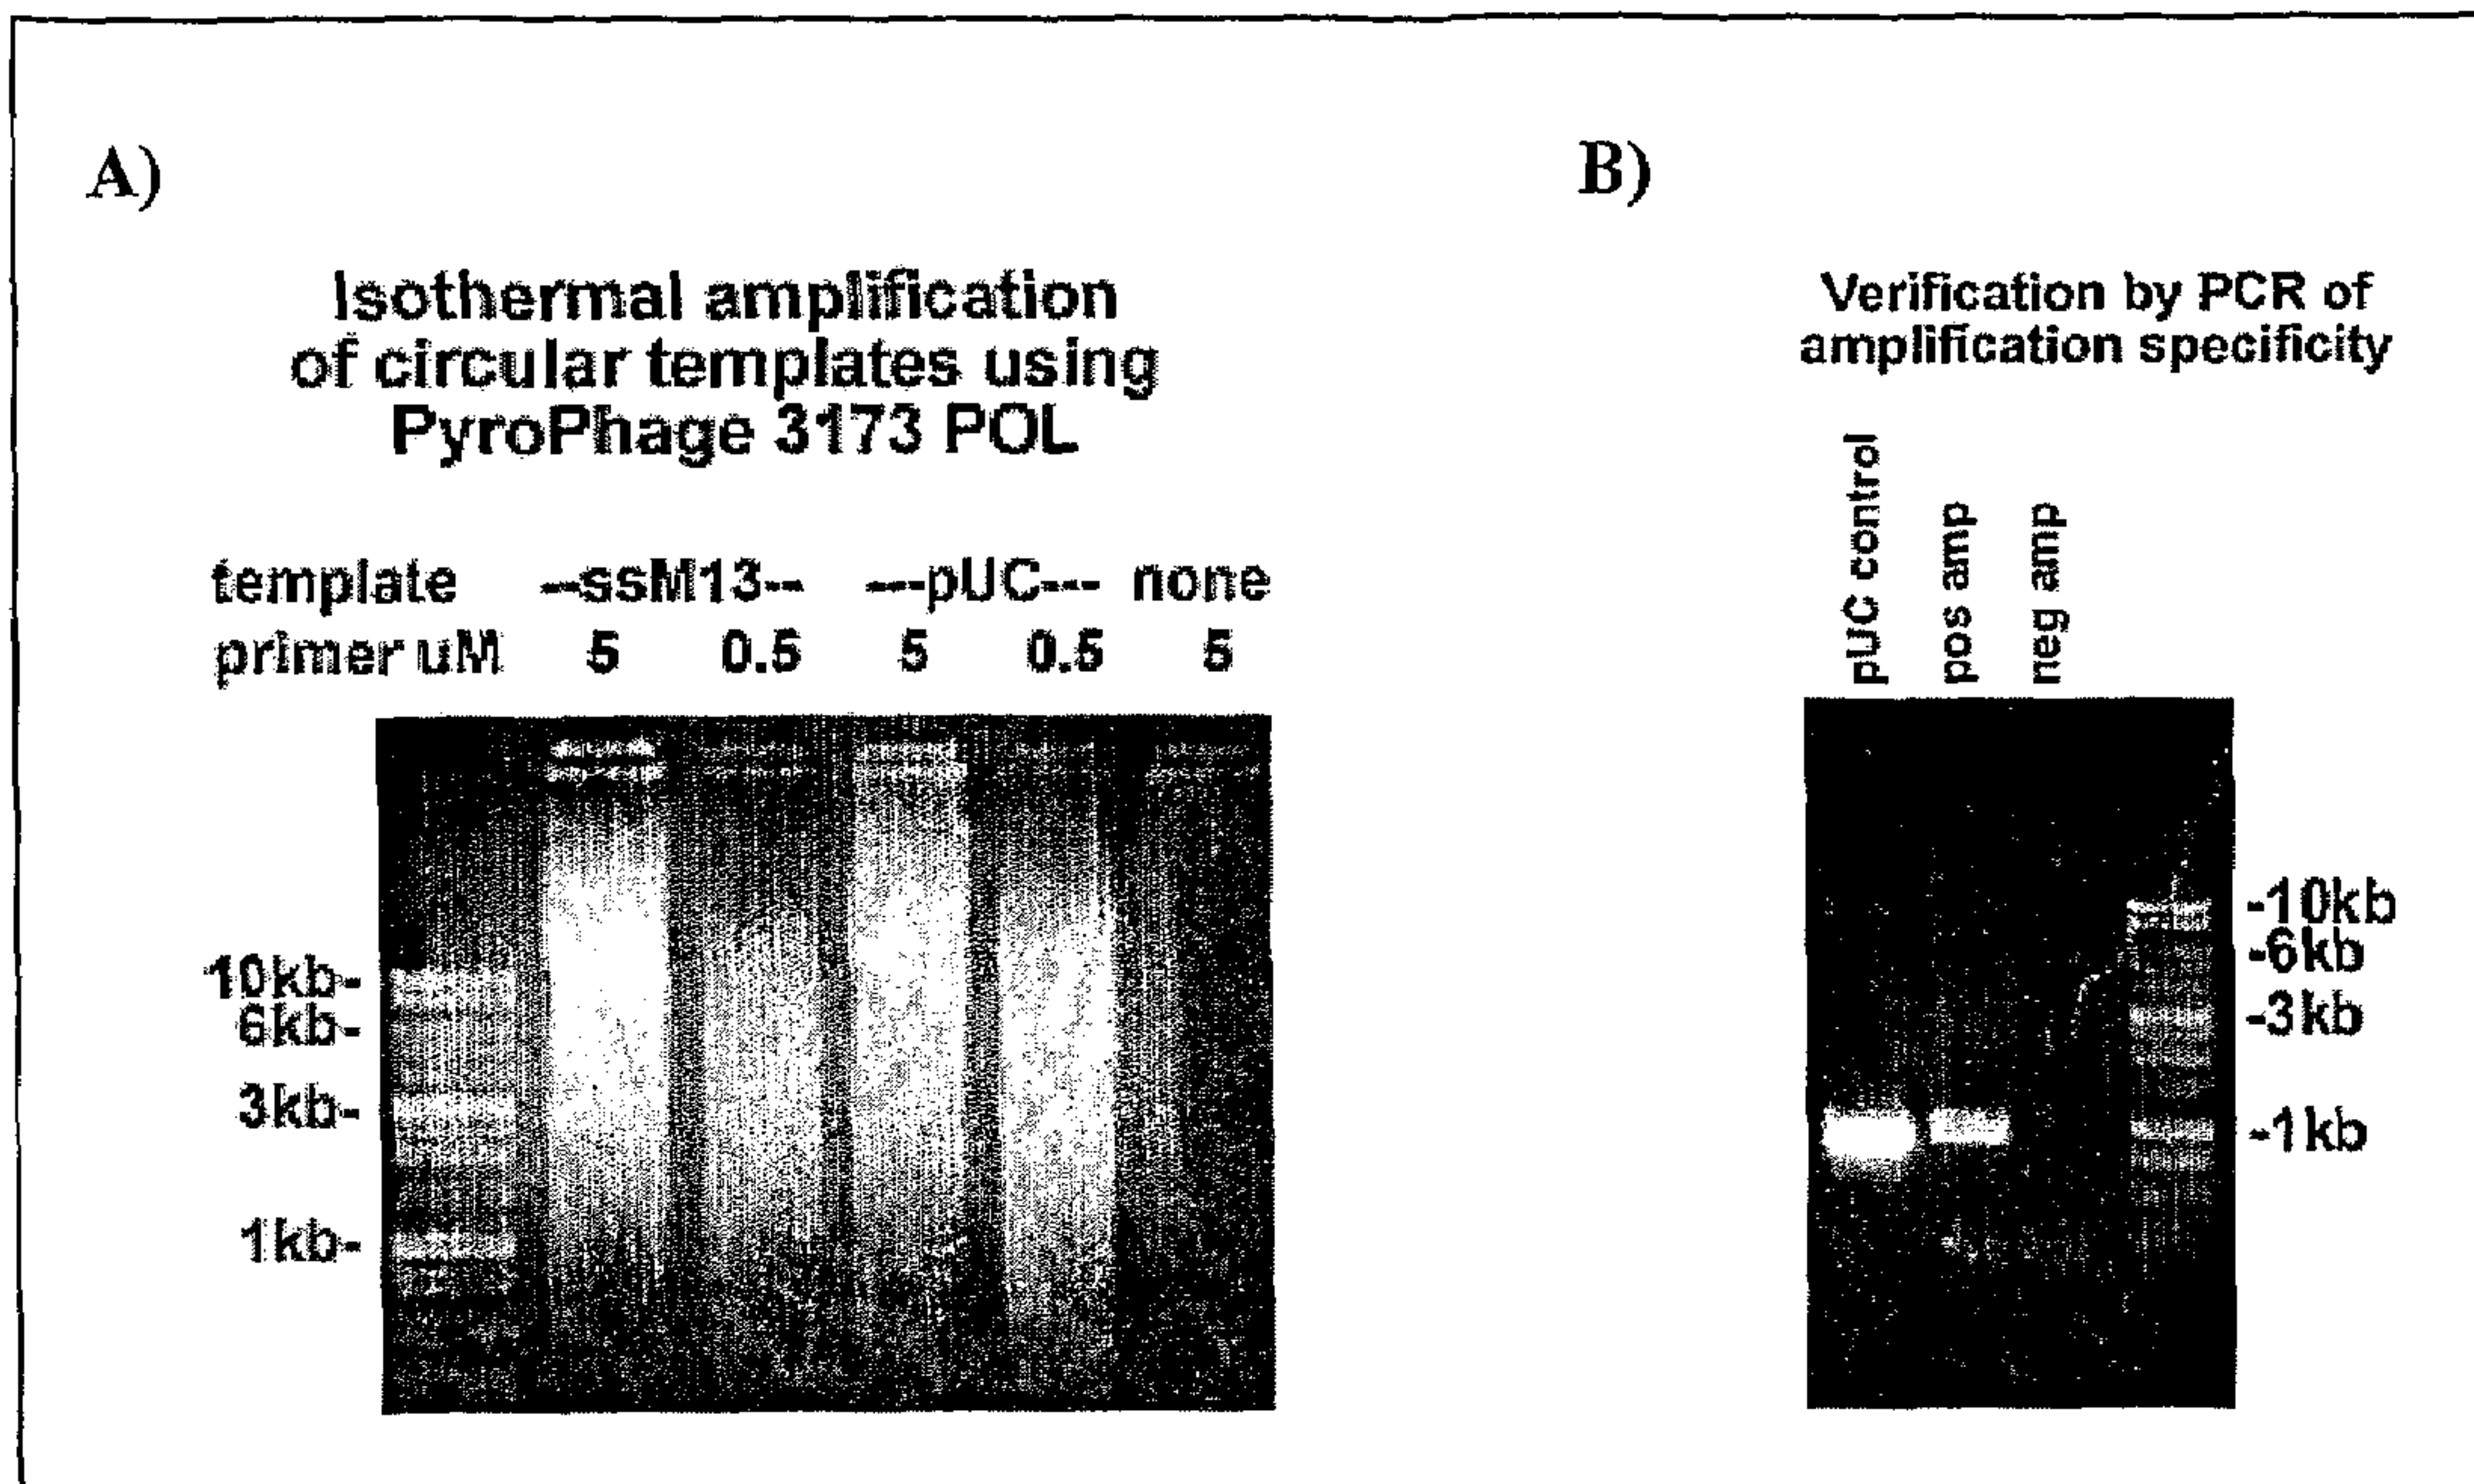 A)
Isothermal amplification
of circular templates using
PyroPhage 3173 POL
template --ssM13-- ---pUC--- none
primer uM 5 0.5 5 0.5 5
10kb-
6kb-
3kb-
1kb-
B)
Verification by PCR of
amplification specificity
pUC control
pos amp
neg amp
-10kb
-6kb
-3kb
-1kb